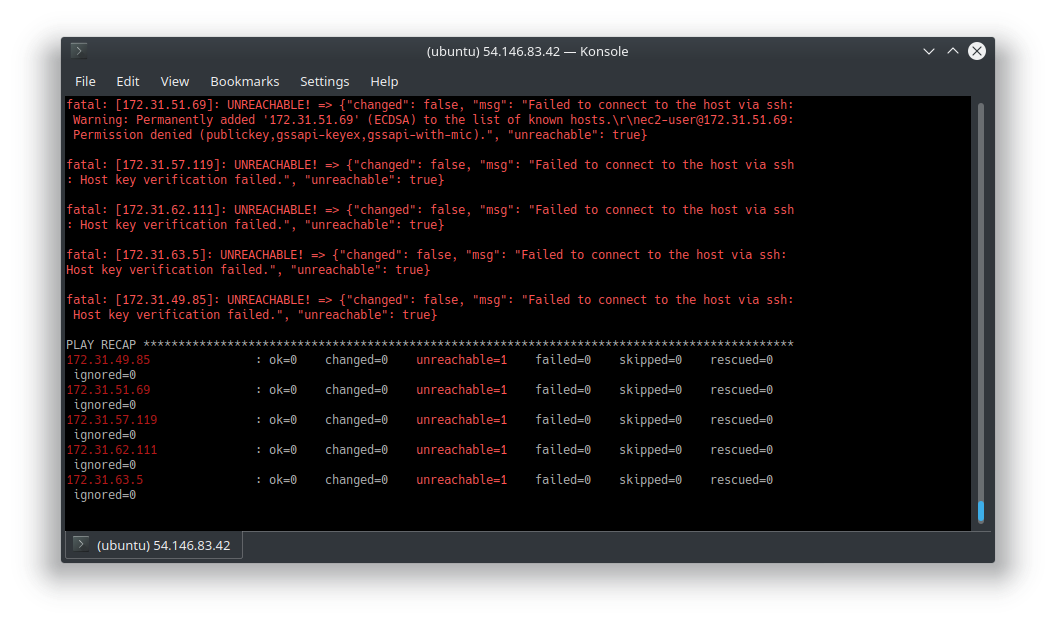 (ubuntu) 54.146.83.42 — Konsole
File Edit View Bookmarks Settings Help
fatal: [172.31.51.69]: UNREACHABLE! => {"changed": false, "msg": "Failed to connect to the host via ssh:
 Warning: Permanently added '172.31.51.69' (ECDSA) to the list of known hosts.\r\nec2-user@172.31.51.69:
 Permission denied (publickey,gssapi-keyex,gssapi-with-mic).", "unreachable": true}
fatal: [172.31.57.119]: UNREACHABLE! => {"changed": false, "msg": "Failed to connect to the host via ssh
: Host key verification failed.", "unreachable": true}
fatal: [172.31.62.111]: UNREACHABLE! => {"changed": false, "msg": "Failed to connect to the host via ssh
: Host key verification failed.", "unreachable": true}
fatal: [172.31.63.5]: UNREACHABLE! => {"changed": false, "msg": "Failed to connect to the host via ssh:
Host key verification failed.", "unreachable": true}
fatal: [172.31.49.85]: UNREACHABLE! => {"changed": false, "msg": "Failed to connect to the host via ssh:
 Host key verification failed.", "unreachable": true}
PLAY RECAP *********************************************************************************************
172.31.49.85               : ok=0    changed=0    unreachable=1    failed=0    skipped=0    rescued=0
 ignored=0
172.31.51.69               : ok=0    changed=0    unreachable=1    failed=0    skipped=0    rescued=0
 ignored=0
172.31.57.119              : ok=0    changed=0    unreachable=1    failed=0    skipped=0    rescued=0
 ignored=0
172.31.62.111              : ok=0    changed=0    unreachable=1    failed=0    skipped=0    rescued=0
 ignored=0
172.31.63.5                : ok=0    changed=0    unreachable=1    failed=0    skipped=0    rescued=0
 ignored=0
(ubuntu) 54.146.83.42